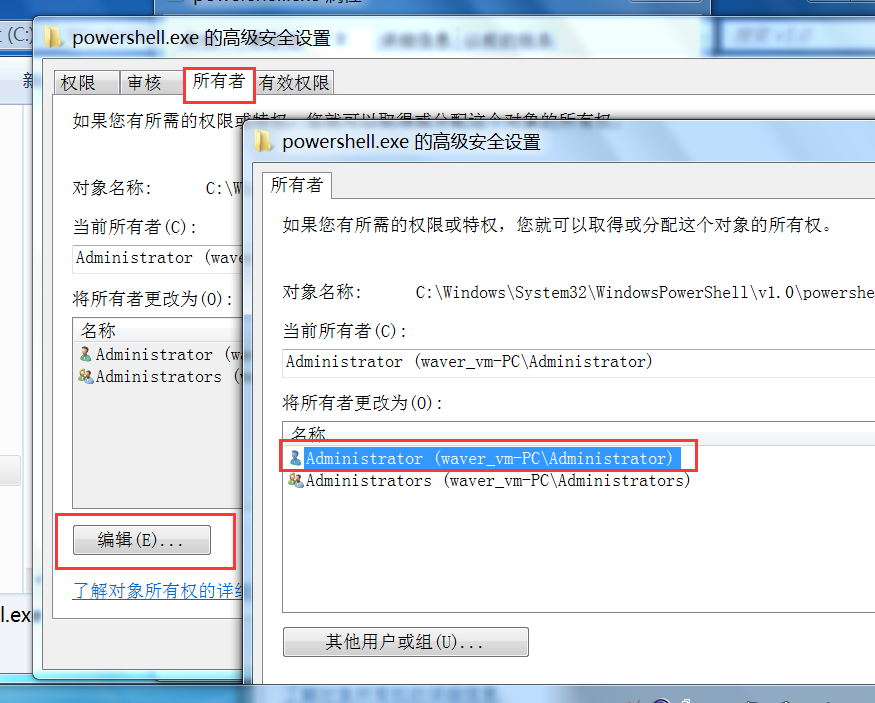 powershell.exe 的高级安全设置
权限 审核 所有者 有效权限
如果您有所需的权限或特权，您就可以取得或分配这个对象的所有权。
对象名称: C:\W
当前所有者(C):
Administrator (wave
将所有者更改为(O):
名称
Administrator (wa
Administrators (w
编辑(E)...
了解对象所有权的详细
l.exe
powershell.exe 的高级安全设置
所有者
如果您有所需的权限或特权，您就可以取得或分配这个对象的所有权。
对象名称: C:\Windows\System32\WindowsPowerShell\v1.0\powershe
当前所有者(C):
Administrator (waver_vm-PC\Administrator)
将所有者更改为(O):
名称
Administrator (waver_vm-PC\Administrator)
Administrators (waver_vm-PC\Administrators)
其他用户或组(U)...